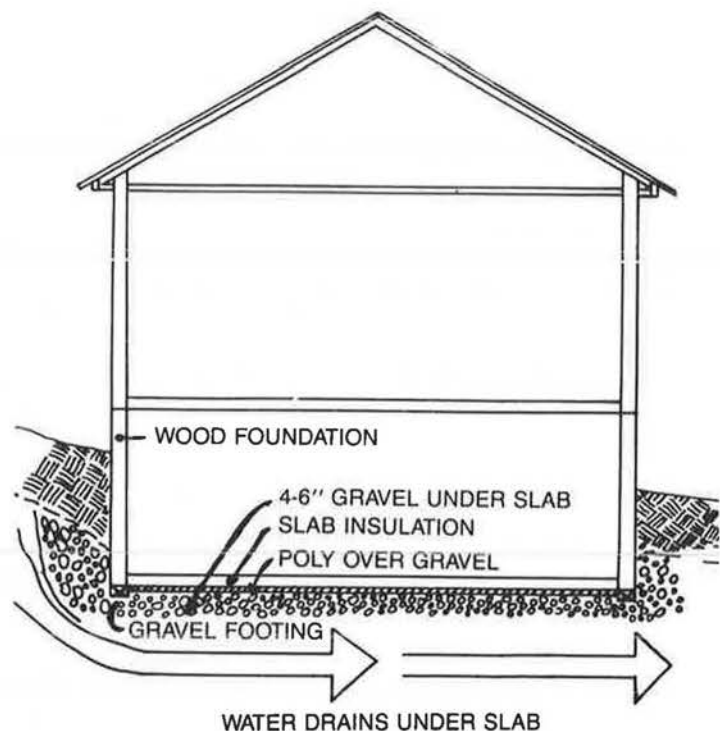 WOOD FOUNDATION
4-6" GRAVEL UNDER SLAB
SLAB INSULATION
POLY OVER GRAVEL
GRAVEL FOOTING
WATER DRAINS UNDER SLAB